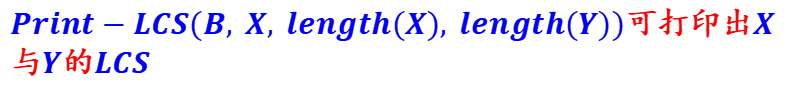 Print − LCS(B, X, length(X), length(Y))可打印出X
与Y的LCS